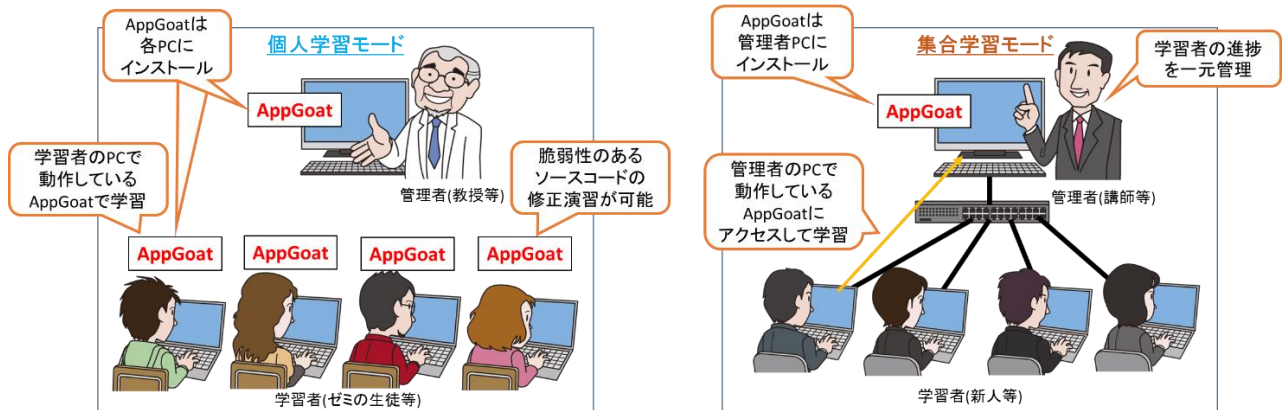 個人学習モード
AppGoatは
各PCに
インストール
AppGoat
学習者のPCで
動作している
AppGoatで学習
管理者(教授等)
脆弱性のある
ソースコードの
修正演習が可能
AppGoat
AppGoat
AppGoat
AppGoat
学習者(ゼミの生徒等)
集合学習モード
AppGoatは
管理者PCに
インストール
学習者の進捗
を一元管理
AppGoat
管理者のPCで
動作している
AppGoatに
アクセスして学習
管理者(講師等)
学習者(新人等)